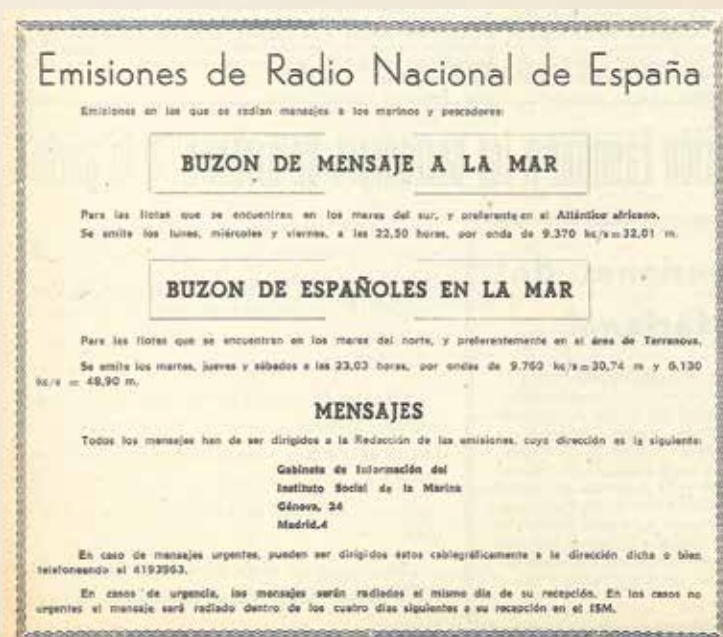 Emisiones de Radio Nacional de España
Emisiones en las que se radian mensajes a los marinos y pescadores:
BUZON DE MENSAJE A LA MAR
Para las flotas que se encuentran en los mares del sur, y preferente en el Atlántico africano.
Se emite los lunes, miércoles y viernes, a las 22,50 horas, por onda de 9.370 kc/s = 32,01 m.
BUZON DE ESPAÑOLES EN LA MAR
Para las flotas que se encuentran en los mares del norte, y preferentemente en el área de Terranova.
Se emite los martes, jueves y sábados a las 23,03 horas, por ondas de 9.760 kc/s = 30,74 m y 6.130
kc/s = 48,90 m.
MENSAJES
Todos los mensajes han de ser dirigidos a la Redacción de las emisiones, cuya dirección es la siguiente:
Gabinete de Información del
Instituto Social de la Marina
Génova, 24
Madrid.4
En caso de mensajes urgentes, pueden ser dirigidos éstos cablegráficamente a la dirección dicha o bien
telefoneando al 4193963.
En casos de urgencia, los mensajes serán radiados el mismo día de su recepción. En los casos no
urgentes el mensaje será radiado dentro de los cuatro días siguientes a su recepción en el ISM.